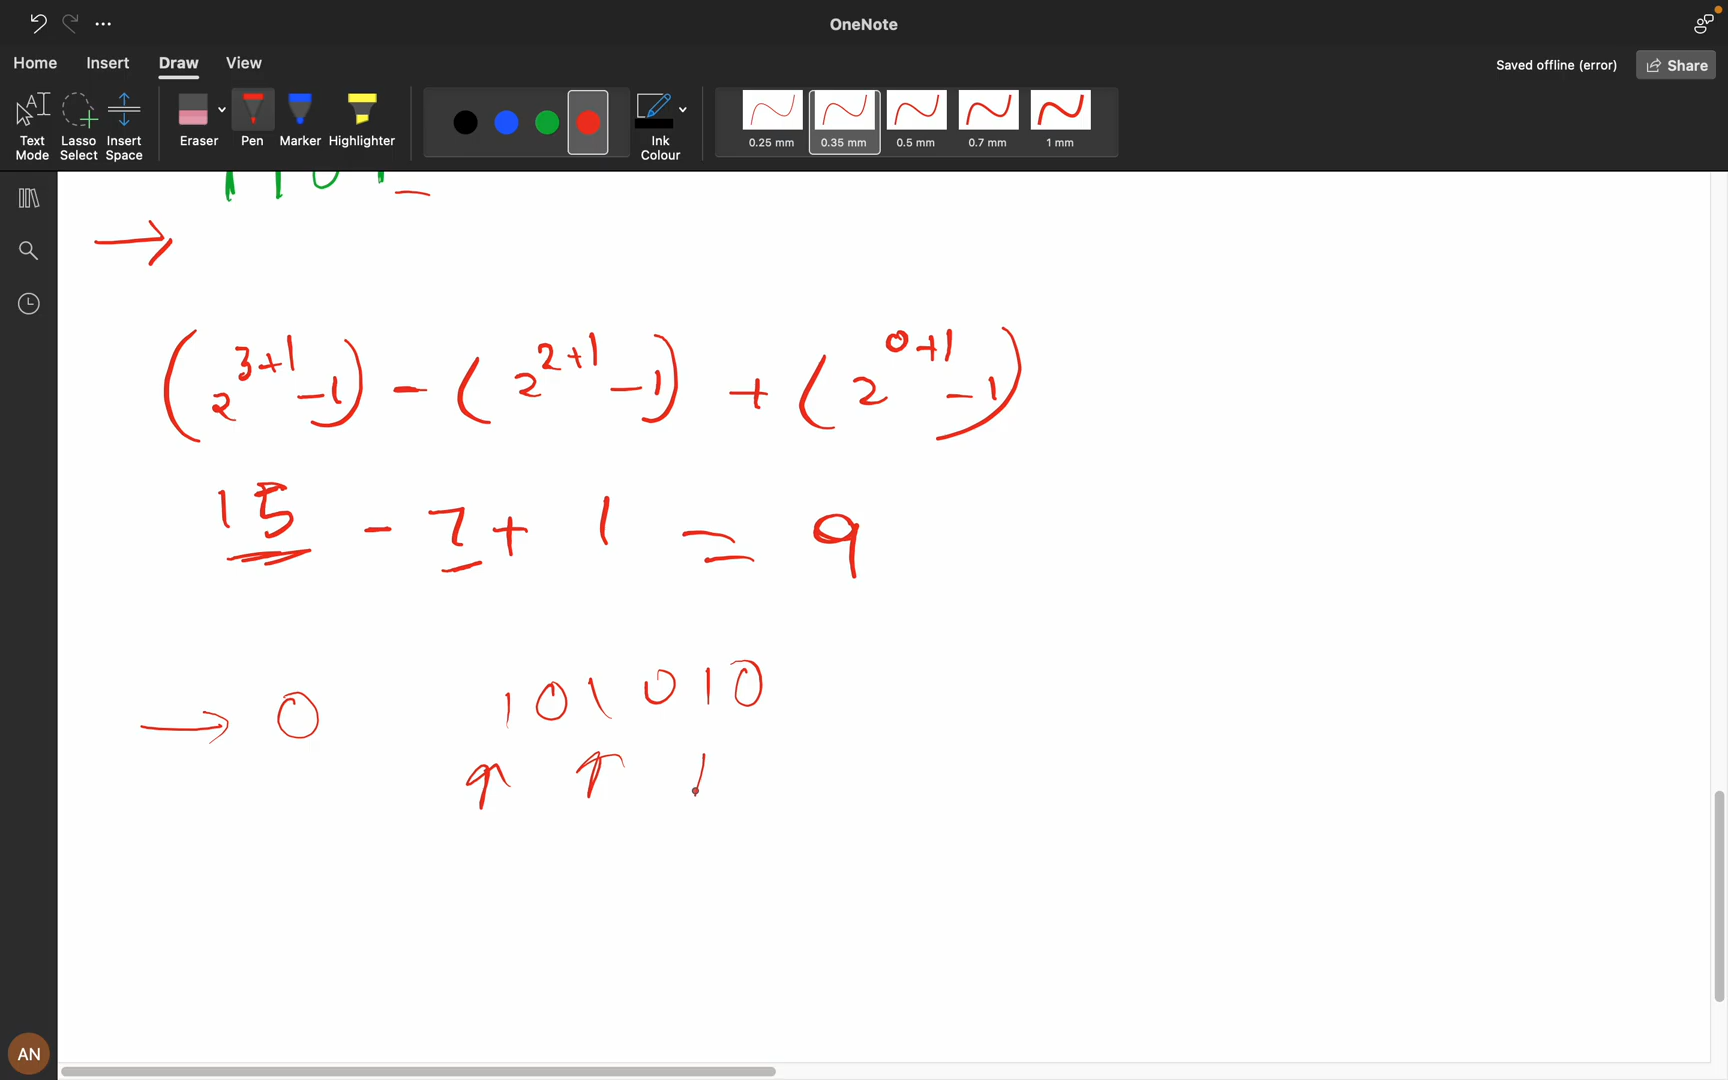 OneNote
Home Insert Draw View
Saved offline (error) Share
Text Mode Lasso Select Insert Space Eraser Pen Marker Highlighter Ink Colour 0.25 mm 0.35 mm 0.5 mm 0.7 mm 1 mm
1101
(2^{3+1} -1) - (2^{2+1} -1) + (2^{0+1} -1)
15 - 7 + 1 = 9
→ 0 101010
↑ ↑
AN